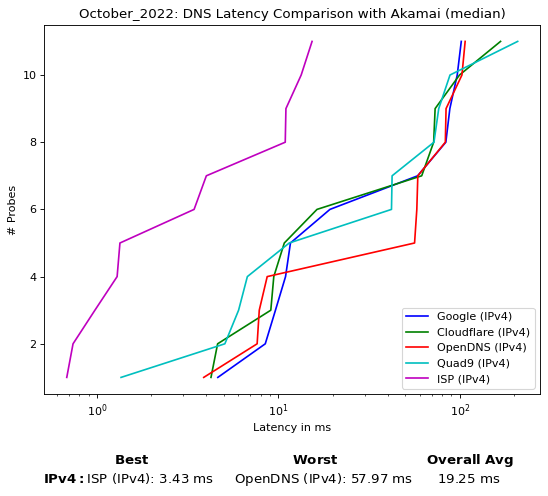 October_2022: DNS Latency Comparison with Akamai (median)
# Probes
10
8
6
4
2
Google (IPv4)
Cloudflare (IPv4)
OpenDNS (IPv4)
Quad9 (IPv4)
ISP (IPv4)
10⁰ 10¹ 10²
Latency in ms
Best Worst Overall Avg
IPv4: ISP (IPv4): 3.43 ms OpenDNS (IPv4): 57.97 ms 19.25 ms